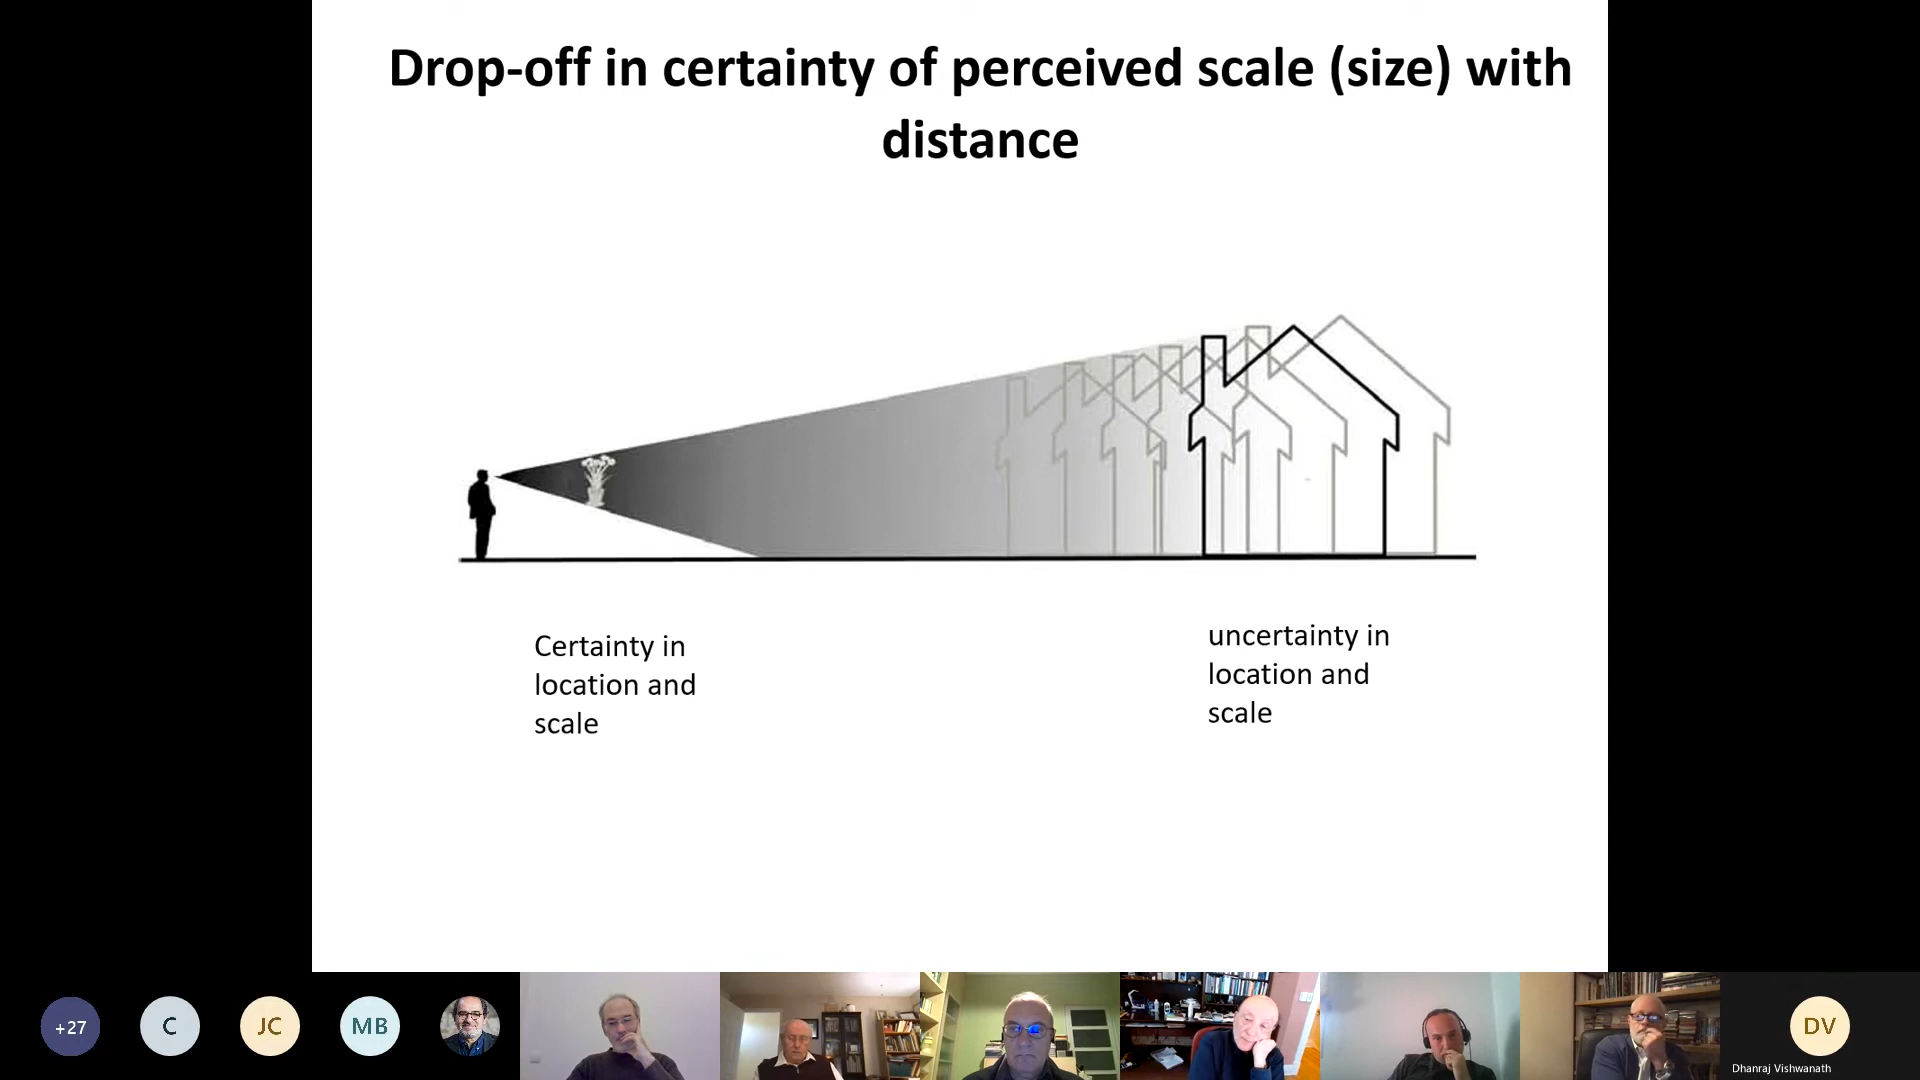 Drop-off in certainty of perceived scale (size) with
distance
Certainty in
location and
scale
uncertainty in
location and
scale
+27
C
JC
MB
DV
Dhanraj Vishwanath